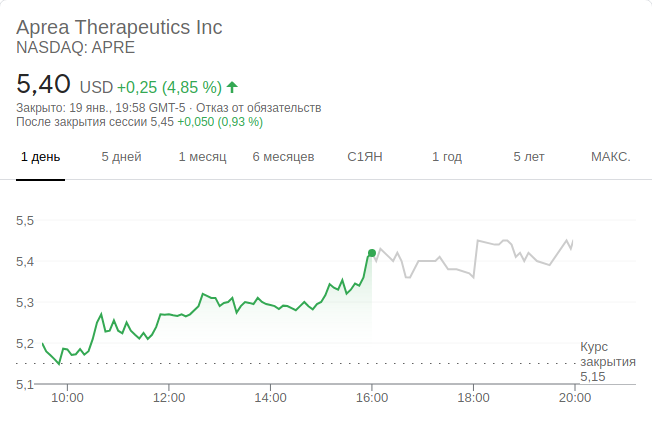 Aprea Therapeutics Inc
NASDAQ: APRE
5,40 USD +0,25 (4,85 %)
Закрыто: 19 янв., 19:58 GMT-5 · Отказ от обязательств
После закрытия сессии 5,45 +0,050 (0,93 %)
1 день 5 дней 1 месяц 6 месяцев С1ЯН 1 год 5 лет МАКС.
5,5
5,4
5,3
5,2
5,1
Курс
закрытия
5,15
10:00 12:00 14:00 16:00 18:00 20:00